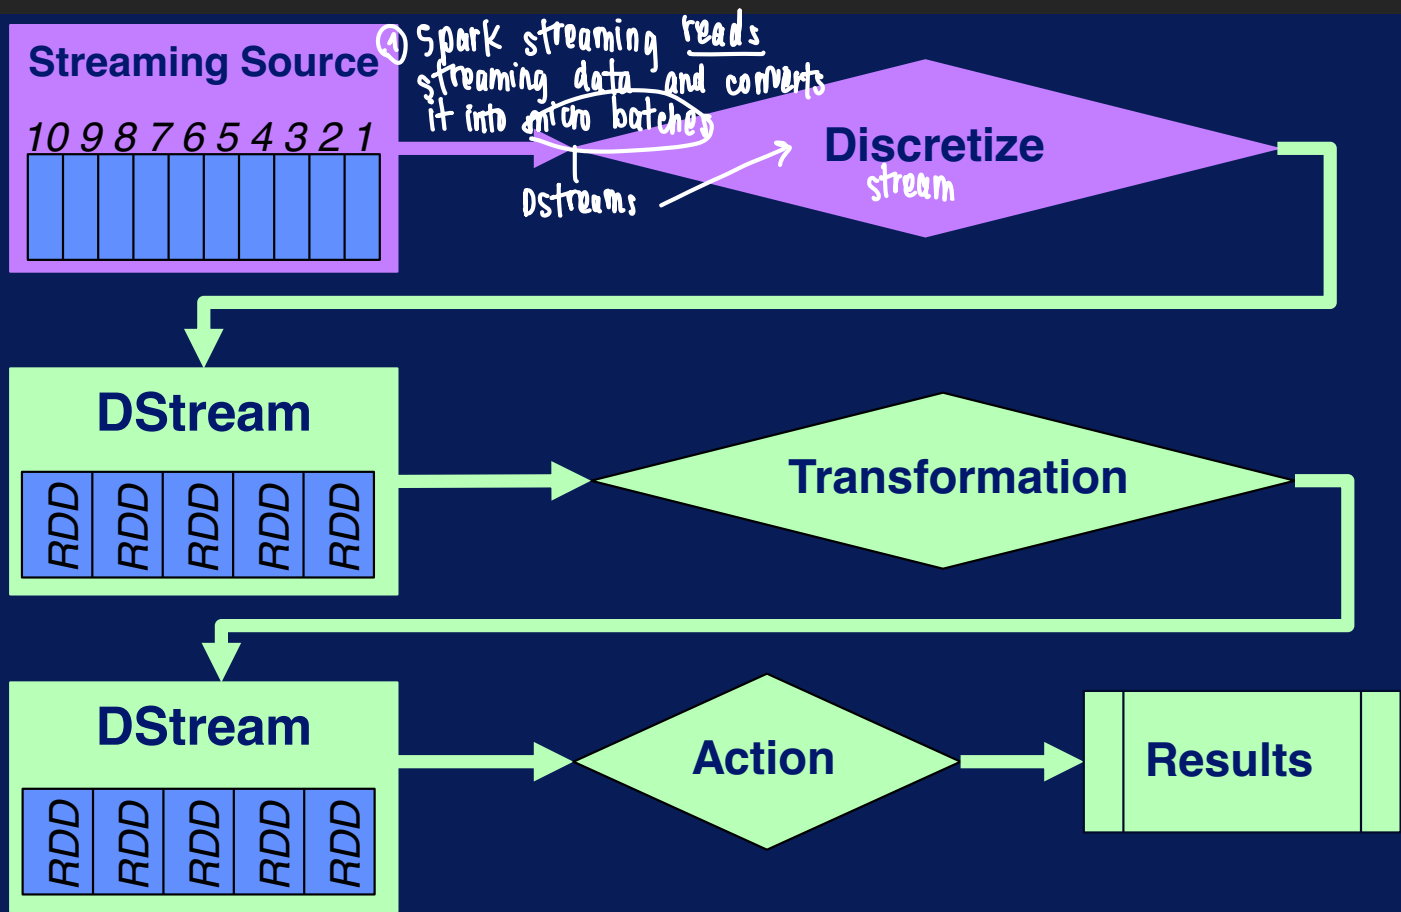 Streaming Source
10 9 8 7 6 5 4 3 2 1
① Spark streaming reads
streaming data and converts
it into micro batches
DStreams
Discretize
stream
DStream
RDD RDD RDD RDD RDD
Transformation
DStream
RDD RDD RDD RDD RDD
Action
Results